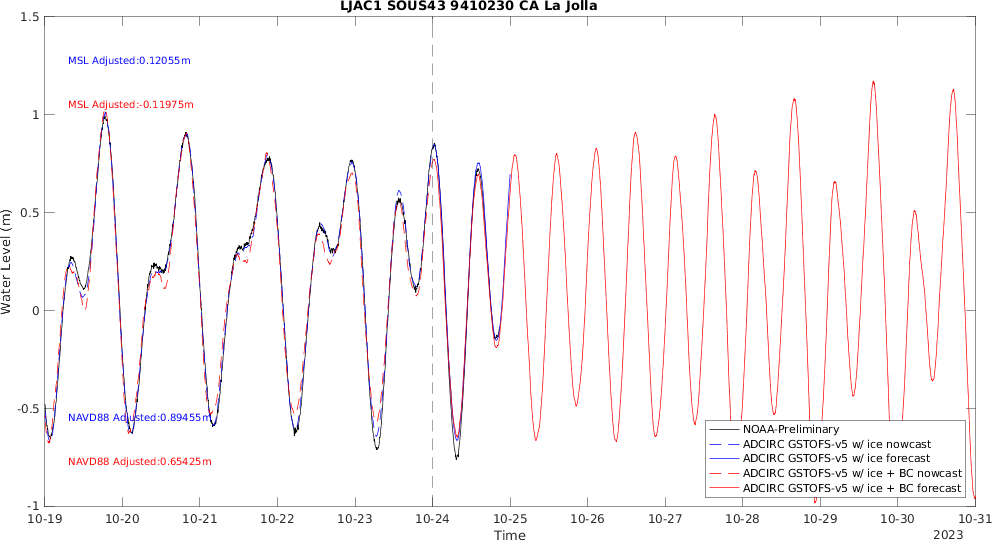 LJAC1 SOUS43 9410230 CA La Jolla
MSL Adjusted:0.12055m
MSL Adjusted:-0.11975m
NAVD88 Adjusted:0.89455m
NAVD88 Adjusted:0.65425m
Water Level (m)
1.5
1
0.5
0
-0.5
-1
NOAA-Preliminary
ADCIRC GSTOFS-v5 w/ ice nowcast
ADCIRC GSTOFS-v5 w/ ice forecast
ADCIRC GSTOFS-v5 w/ ice + BC nowcast
ADCIRC GSTOFS-v5 w/ ice + BC forecast
10-19 10-20 10-21 10-22 10-23 10-24 10-25 10-26 10-27 10-28 10-29 10-30 10-31
Time
2023